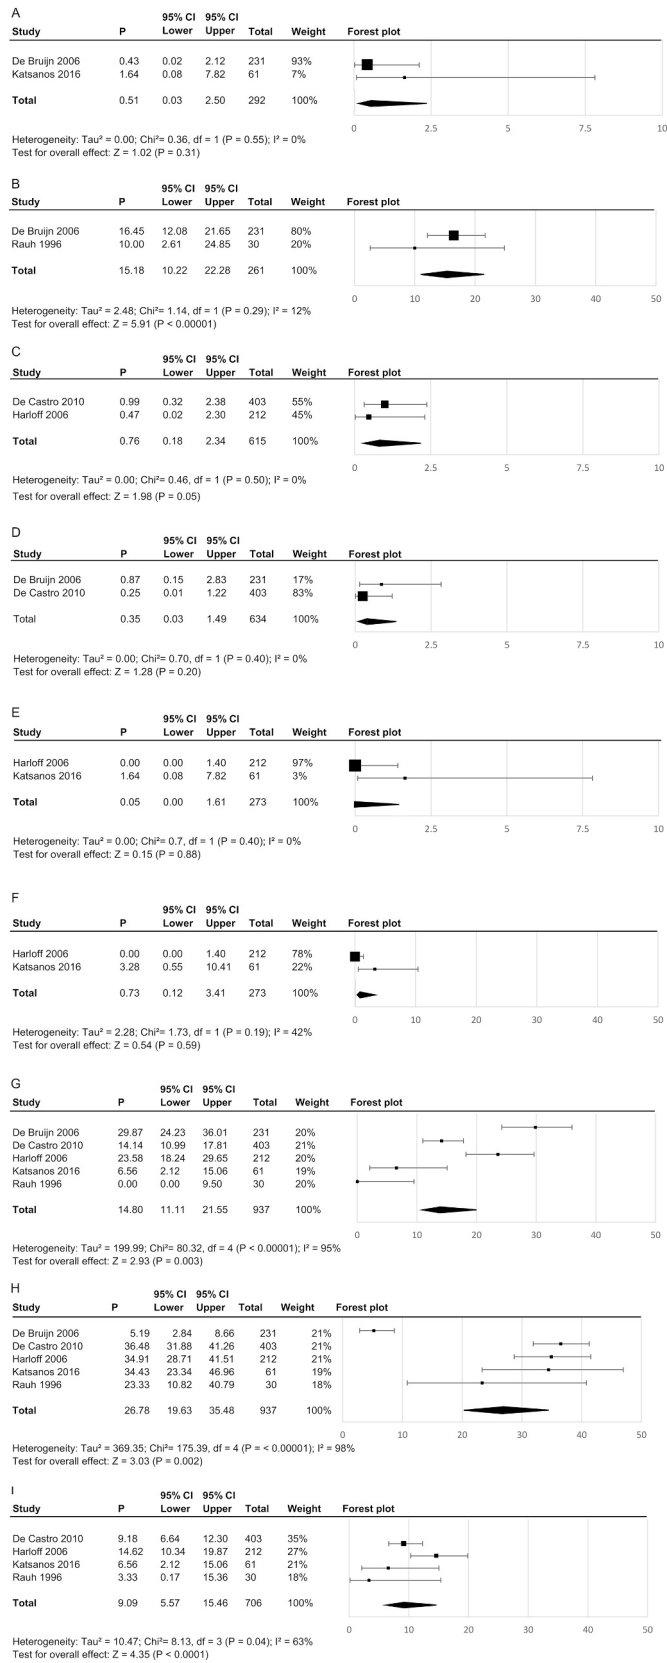 A
95% CI 95% CI
Study P Lower Upper Total Weight Forest plot
De Bruijn 2006 0.43 0.02 2.12 231 93%
Katsanos 2016 1.64 0.08 7.82 61 7%
Total 0.51 0.03 2.50 292 100%
0 2.5 5 7.5 10
Heterogeneity: Tau² = 0.00; Chi²= 0.36, df = 1 (P = 0.55); I² = 0%
Test for overall effect: Z = 1.02 (P = 0.31)
B
95% CI 95% CI
Study P Lower Upper Total Weight Forest plot
De Bruijn 2006 16.45 12.08 21.65 231 80%
Rauh 1996 10.00 2.61 24.85 30 20%
Total 15.18 10.22 22.28 261 100%
0 10 20 30 40 50
Heterogeneity: Tau² = 2.48; Chi²= 1.14, df = 1 (P = 0.29); I² = 12%
Test for overall effect: Z = 5.91 (P < 0.00001)
C
95% CI 95% CI
Study P Lower Upper Total Weight Forest plot
De Castro 2010 0.99 0.32 2.38 403 55%
Harloff 2006 0.47 0.02 2.30 212 45%
Total 0.76 0.18 2.34 615 100%
0 2.5 5 7.5 10
Heterogeneity: Tau² = 0.00; Chi²= 0.46, df = 1 (P = 0.50); I² = 0%
Test for overall effect: Z = 1.98 (P = 0.05)
D
95% CI 95% CI
Study P Lower Upper Total Weight Forest plot
De Bruijn 2006 0.87 0.15 2.83 231 17%
De Castro 2010 0.25 0.01 1.22 403 83%
Total 0.35 0.03 1.49 634 100%
0 2.5 5 7.5 10
Heterogeneity: Tau² = 0.00; Chi²= 0.70, df = 1 (P = 0.40); I² = 0%
Test for overall effect: Z = 1.28 (P = 0.20)
E
95% CI 95% CI
Study P Lower Upper Total Weight Forest plot
Harloff 2006 0.00 0.00 1.40 212 97%
Katsanos 2016 1.64 0.08 7.82 61 3%
Total 0.05 0.00 1.61 273 100%
0 2.5 5 7.5 10
Heterogeneity: Tau² = 0.00; Chi²= 0.7, df = 1 (P = 0.40); I² = 0%
Test for overall effect: Z = 0.15 (P = 0.88)
F
95% CI 95% CI
Study P Lower Upper Total Weight Forest plot
Harloff 2006 0.00 0.00 1.40 212 78%
Katsanos 2016 3.28 0.55 10.41 61 22%
Total 0.73 0.12 3.41 273 100%
0 10 20 30 40 50
Heterogeneity: Tau² = 2.28; Chi²= 1.73, df = 1 (P = 0.19); I² = 42%
Test for overall effect: Z = 0.54 (P = 0.59)
G
95% CI 95% CI
Study P Lower Upper Total Weight Forest plot
De Bruijn 2006 29.87 24.23 36.01 231 20%
De Castro 2010 14.14 10.99 17.81 403 21%
Harloff 2006 23.58 18.24 29.65 212 20%
Katsanos 2016 6.56 2.12 15.06 61 19%
Rauh 1996 0.00 0.00 9.50 30 20%
Total 14.80 11.11 21.55 937 100%
0 10 20 30 40 50
Heterogeneity: Tau² = 199.99; Chi²= 80.32, df = 4 (P < 0.00001); I² = 95%
Test for overall effect: Z = 2.93 (P = 0.003)
H
95% CI 95% CI
Study P Lower Upper Total Weight Forest plot
De Bruijn 2006 5.19 2.84 8.66 231 21%
De Castro 2010 36.48 31.88 41.26 403 21%
Harloff 2006 34.91 28.71 41.51 212 21%
Katsanos 2016 34.43 23.34 46.96 61 19%
Rauh 1996 23.33 10.82 40.79 30 18%
Total 26.78 19.63 35.48 937 100%
0 10 20 30 40 50
Heterogeneity: Tau² = 369.35; Chi²= 175.39, df = 4 (P = < 0.00001); I² = 98%
Test for overall effect: Z = 3.03 (P = 0.002)
I
95% CI 95% CI
Study P Lower Upper Total Weight Forest plot
De Castro 2010 9.18 6.64 12.30 403 35%
Harloff 2006 14.62 10.34 19.87 212 27%
Katsanos 2016 6.56 2.12 15.06 61 21%
Rauh 1996 3.33 0.17 15.36 30 18%
Total 9.09 5.57 15.46 706 100%
0 10 20 30 40 50
Heterogeneity: Tau² = 10.47; Chi²= 8.13, df = 3 (P = 0.04); I² = 63%
Test for overall effect: Z = 4.35 (P < 0.0001)